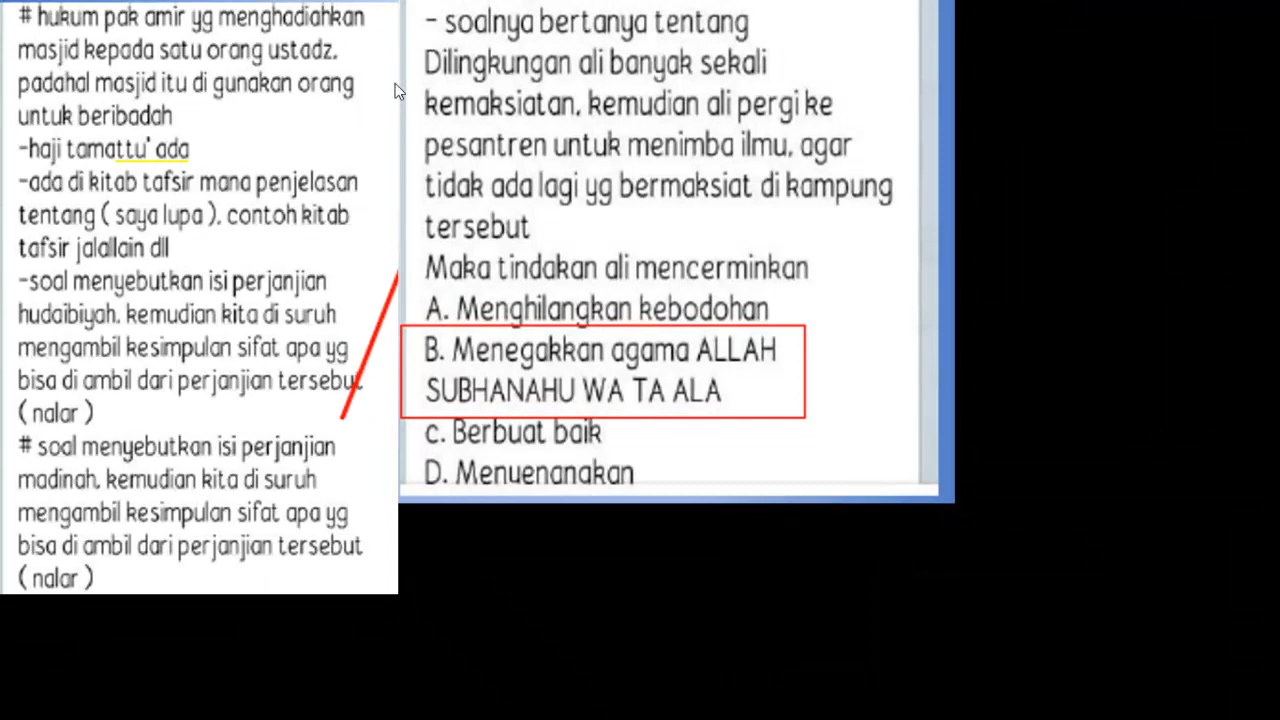 # hukum pak amir yg menghadiahkan
masjid kepada satu orang ustadz.
padahal masjid itu di gunakan orang
untuk beribadah
-haji tamattu' ada
-ada di kitab tafsir mana penjelasan
tentang ( saya lupa ). contoh kitab
tafsir jalallain dll
-soal menyebutkan isi perjanjian
hudaibiyah. kemudian kita di suruh
mengambil kesimpulan sifat apa yg
bisa di ambil dari perjanjian tersebut
( nalar )
# soal menyebutkan isi perjanjian
madinah, kemudian kita di suruh
mengambil kesimpulan sifat apa yg
bisa di ambil dari perjanjian tersebut
( nalar )
- soalnya bertanya tentang
Dilingkungan ali banyak sekali
kemaksiatan, kemudian ali pergi ke
pesantren untuk menimba ilmu, agar
tidak ada lagi yg bermaksiat di kampung
tersebut
Maka tindakan ali mencerminkan
A. Menghilangkan kebodohan
B. Menegakkan agama ALLAH
SUBHANAHU WA TA ALA
c. Berbuat baik
D. Menyenangkan